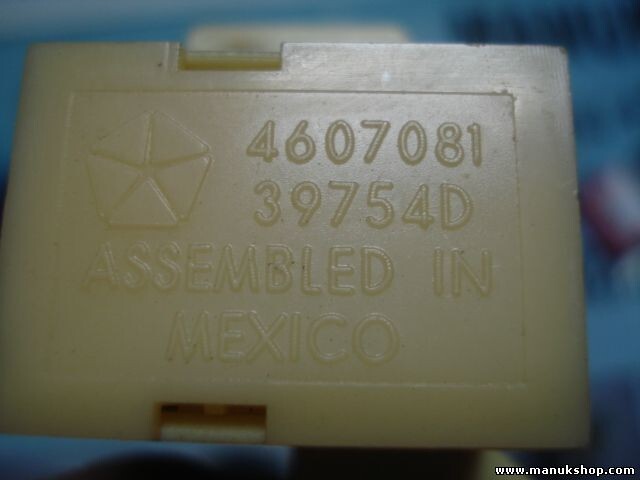 4607081
39754D
ASSEMBLED IN
MEXICO
www.manukshop.com